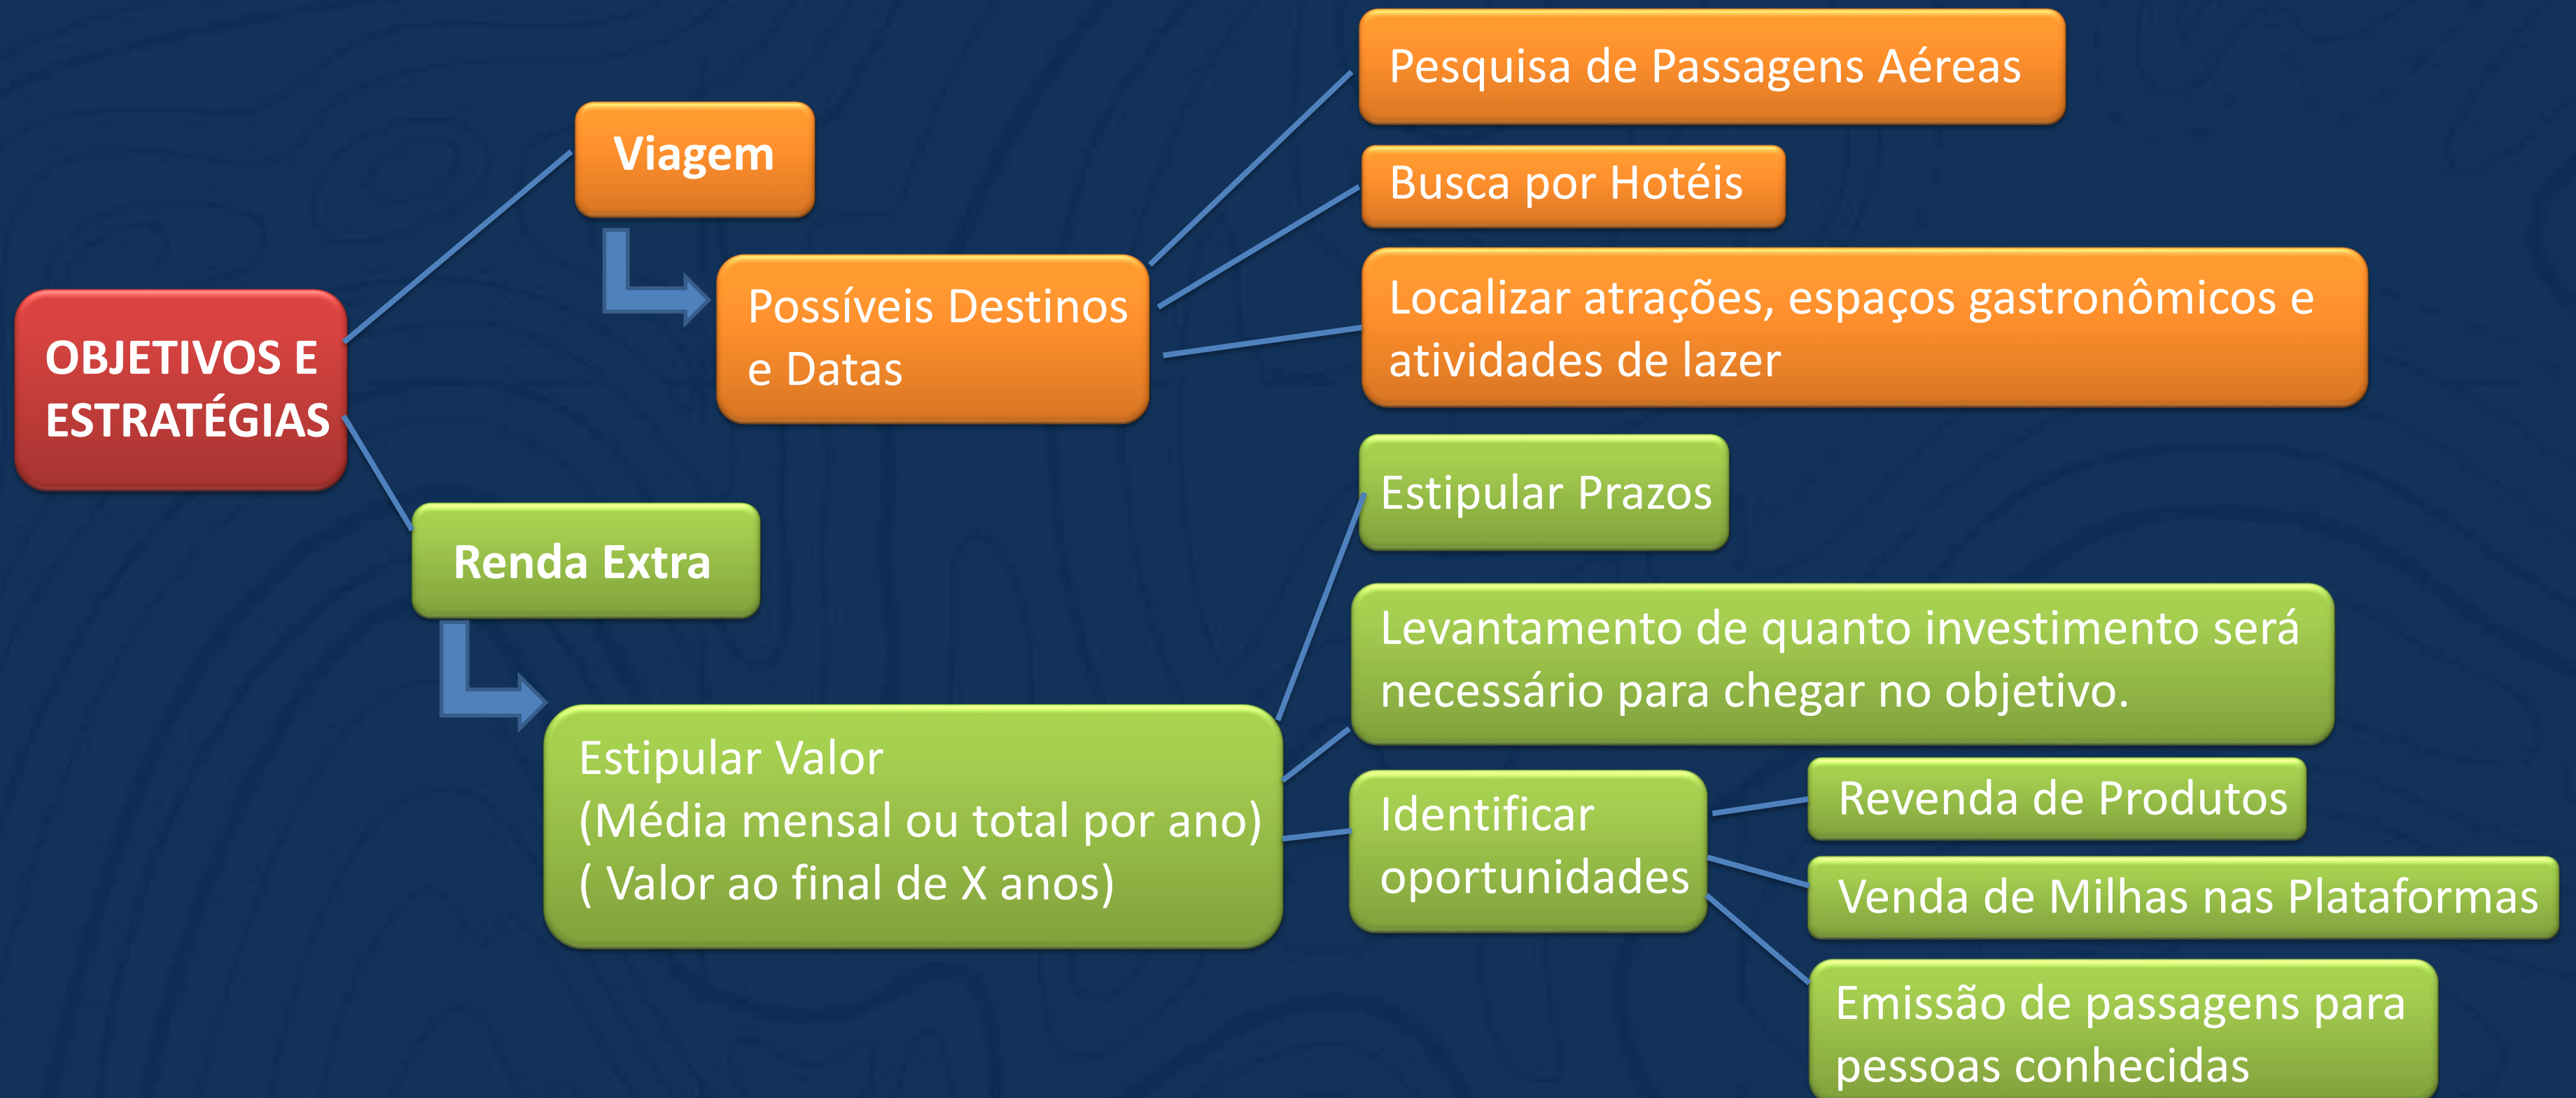 OBJETIVOS E
ESTRATÉGIAS
Viagem
Possíveis Destinos
e Datas
Pesquisa de Passagens Aéreas
Busca por Hotéis
Localizar atrações, espaços gastronômicos e
atividades de lazer
Renda Extra
Estipular Valor
(Média mensal ou total por ano)
( Valor ao final de X anos)
Estipular Prazos
Levantamento de quanto investimento será
necessário para chegar no objetivo.
Identificar
oportunidades
Revenda de Produtos
Venda de Milhas nas Plataformas
Emissão de passagens para
pessoas conhecidas